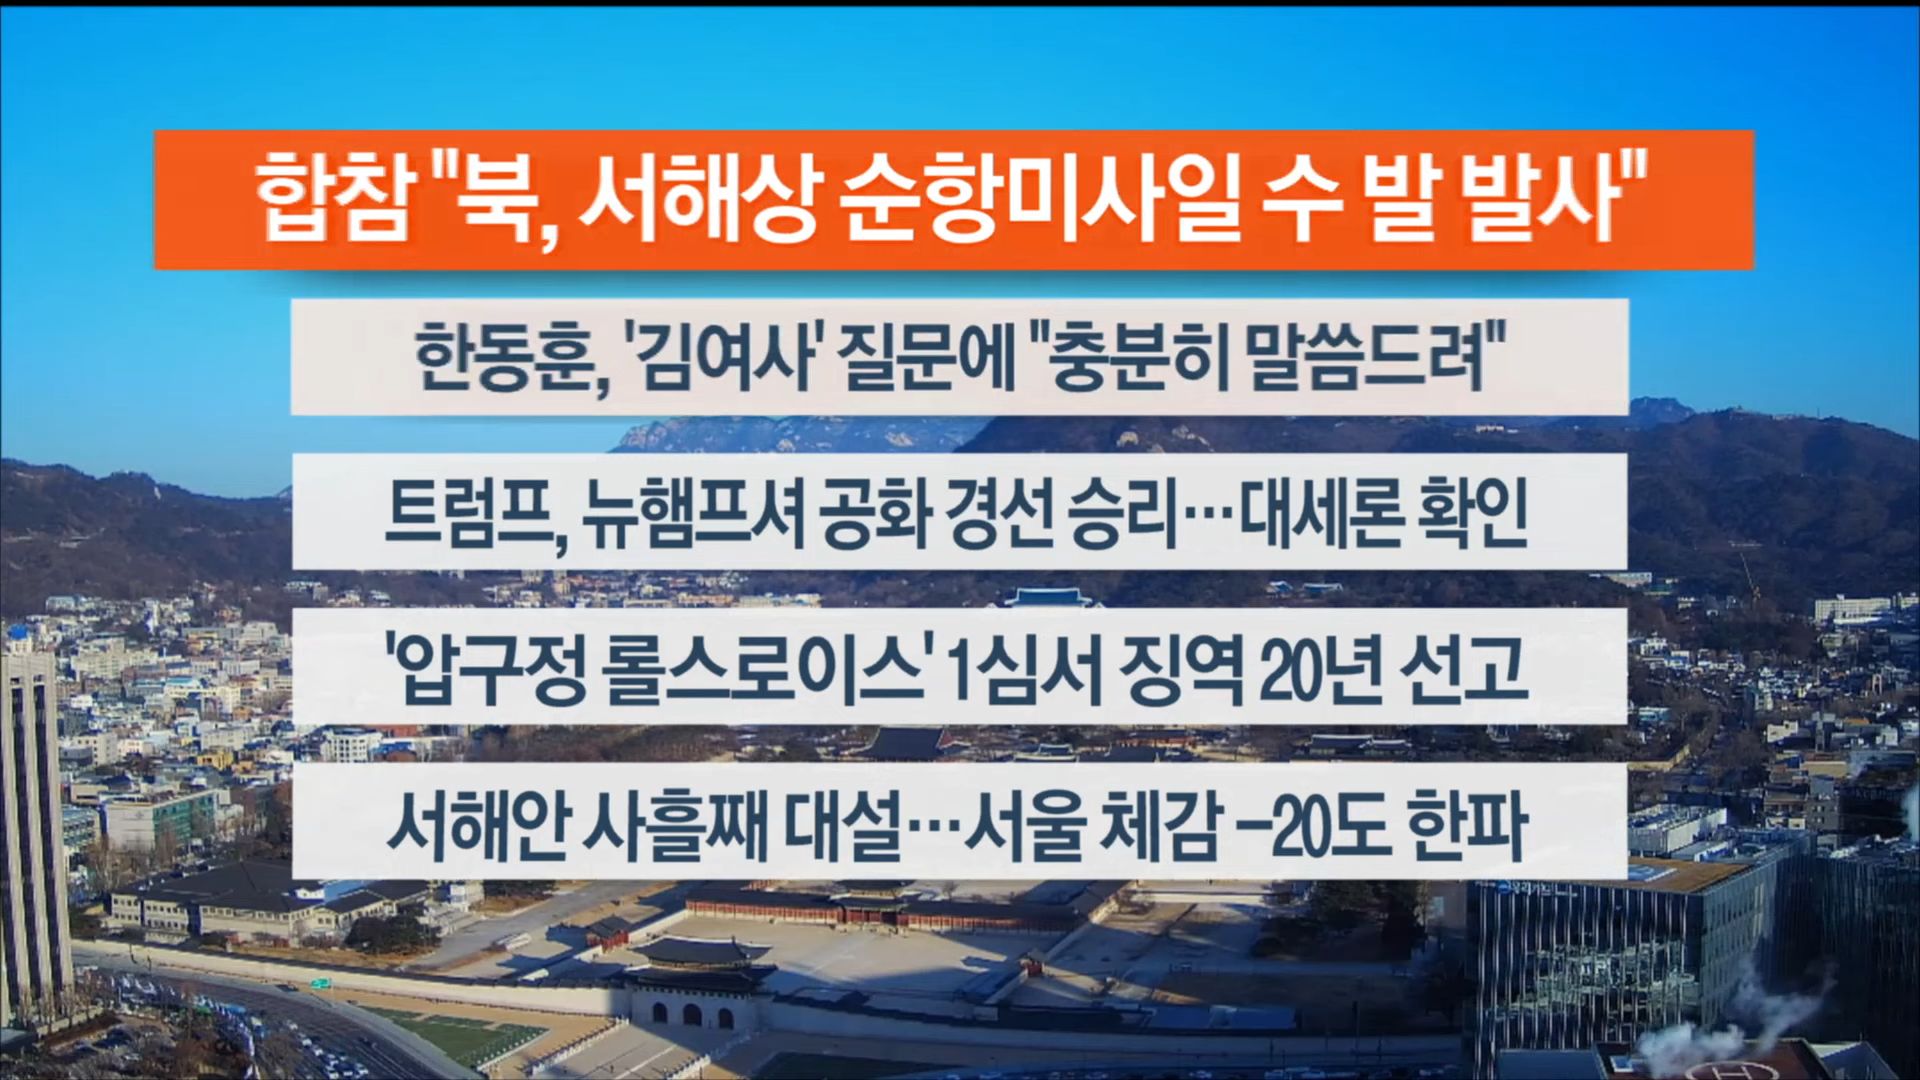 합참 "북, 서해상 순항미사일 수 발 발사"
한동훈, '김여사' 질문에 "충분히 말씀드려"
트럼프, 뉴햄프셔 공화 경선 승리…대세론 확인
'압구정 롤스로이스' 1심서 징역 20년 선고
서해안 사흘째 대설…서울 체감 -20도 한파
H